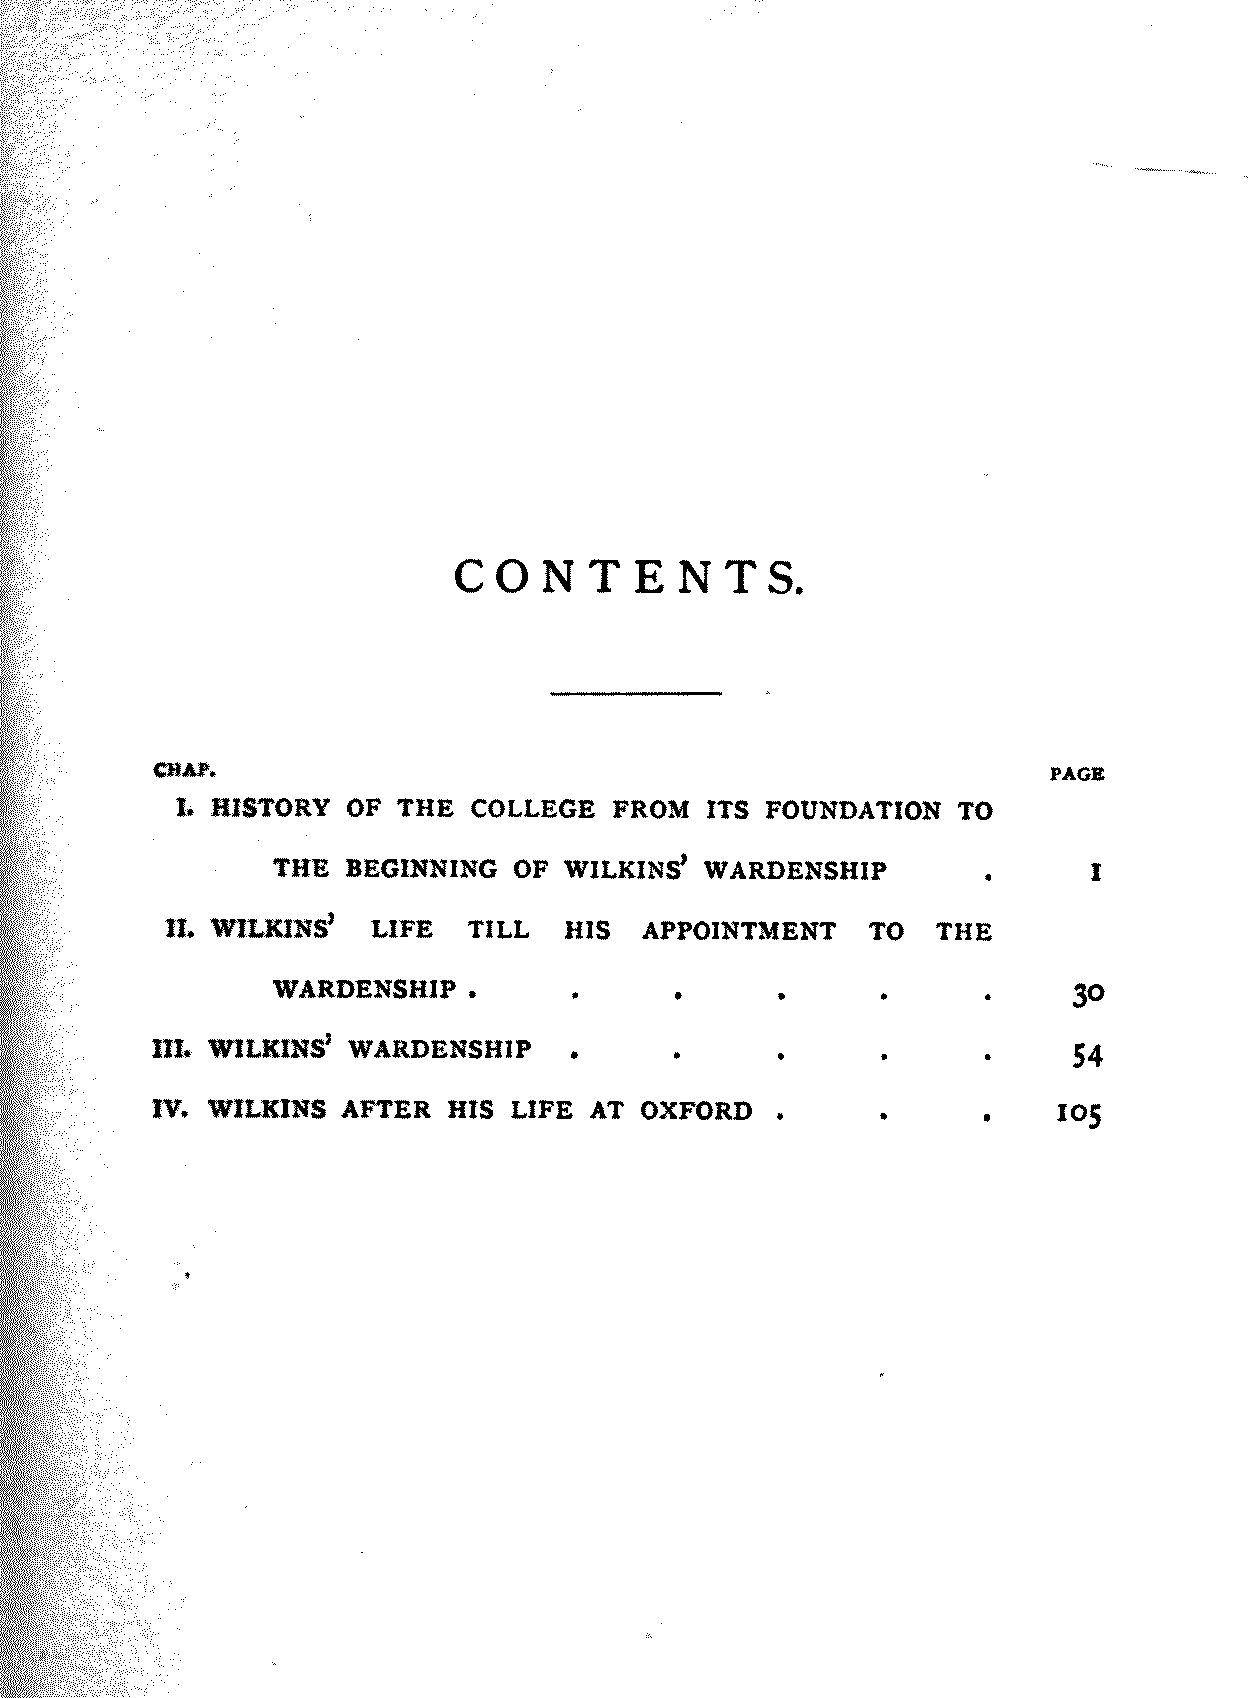 CONTENTS.
CHAP. PAGE
I. HISTORY OF THE COLLEGE FROM ITS FOUNDATION TO
THE BEGINNING OF WILKINS' WARDENSHIP . 1
II. WILKINS' LIFE TILL HIS APPOINTMENT TO THE
WARDENSHIP . . . . . . 30
III. WILKINS' WARDENSHIP . . . . . 54
IV. WILKINS AFTER HIS LIFE AT OXFORD . . . 105